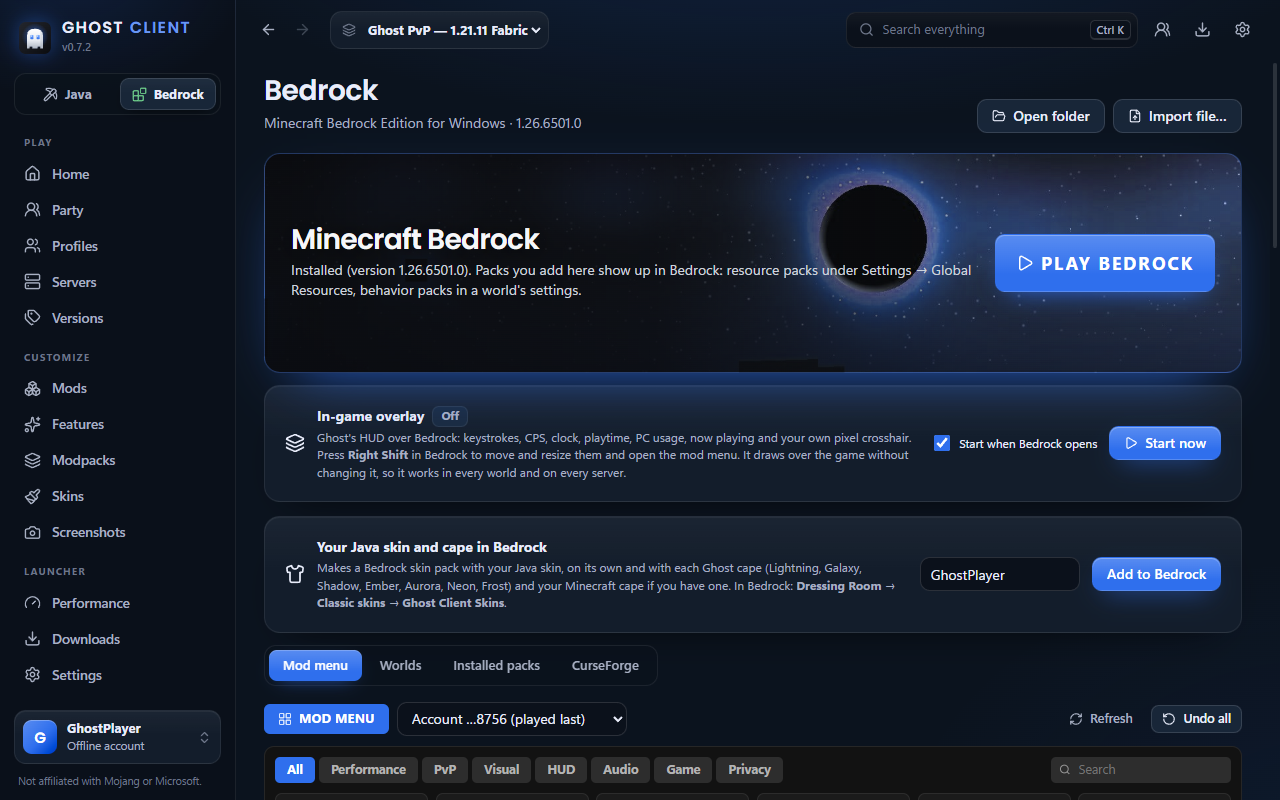 GHOST CLIENT
v0.7.2
Java
Bedrock
PLAY
Home
Party
Profiles
Servers
Versions
CUSTOMIZE
Mods
Features
Modpacks
Skins
Screenshots
LAUNCHER
Performance
Downloads
Settings
G
GhostPlayer
Offline account
Not affiliated with Mojang or Microsoft.
Ghost PvP — 1.21.11 Fabric
Search everything
Ctrl K
Bedrock
Minecraft Bedrock Edition for Windows · 1.26.6501.0
Open folder
Import file...
Minecraft Bedrock
Installed (version 1.26.6501.0). Packs you add here show up in Bedrock: resource packs under Settings → Global
Resources, behavior packs in a world's settings.
PLAY BEDROCK
In-game overlay Off
Ghost's HUD over Bedrock: keystrokes, CPS, clock, playtime, PC usage, now playing and your own pixel crosshair.
Press Right Shift in Bedrock to move and resize them and open the mod menu. It draws over the game without
changing it, so it works in every world and on every server.
Start when Bedrock opens
Start now
Your Java skin and cape in Bedrock
Makes a Bedrock skin pack with your Java skin, on its own and with each Ghost cape (Lightning, Galaxy,
Shadow, Ember, Aurora, Neon, Frost) and your Minecraft cape if you have one. In Bedrock: Dressing Room →
Classic skins → Ghost Client Skins.
GhostPlayer
Add to Bedrock
Mod menu
Worlds
Installed packs
CurseForge
MOD MENU
Account ...8756 (played last)
Refresh
Undo all
All
Performance
PvP
Visual
HUD
Audio
Game
Privacy
Search